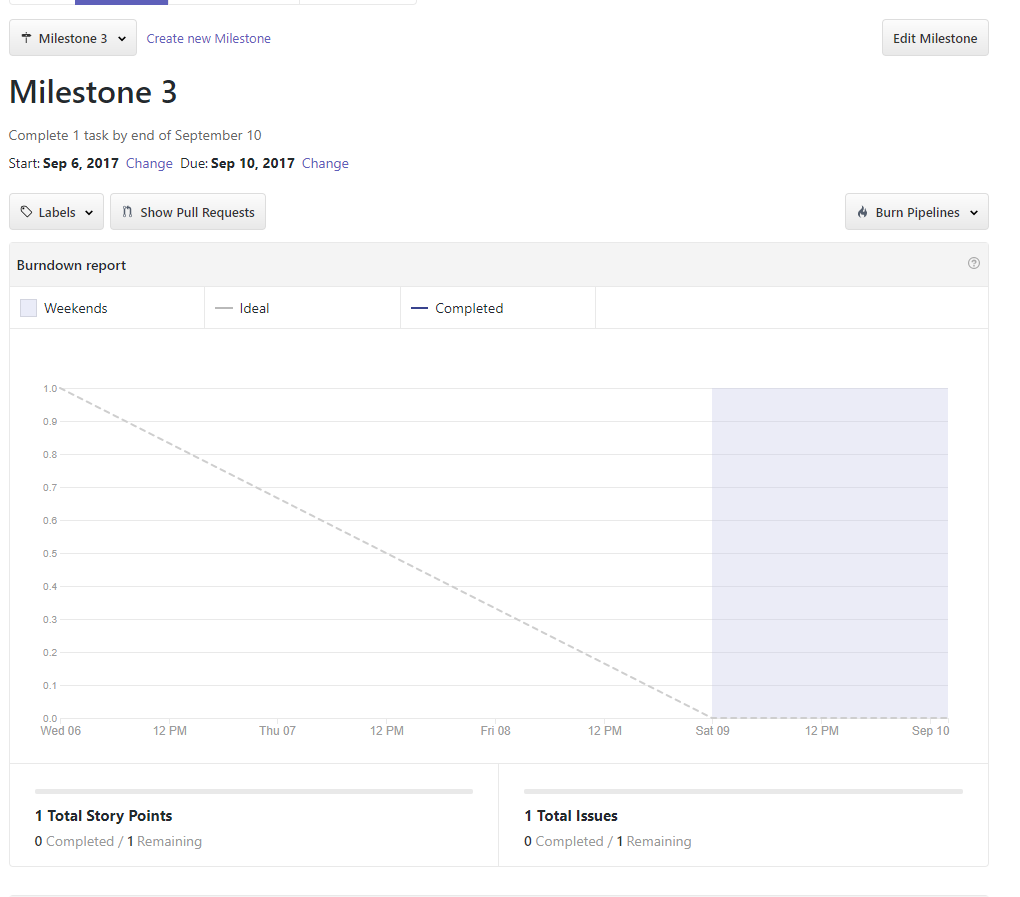 Milestone 3 Create new Milestone Edit Milestone
Milestone 3
Complete 1 task by end of September 10
Start: Sep 6, 2017 Change Due: Sep 10, 2017 Change
Labels Show Pull Requests Burn Pipelines
Burndown report
Weekends Ideal Completed
1.0
0.9
0.8
0.7
0.6
0.5
0.4
0.3
0.2
0.1
0.0
Wed 06 12 PM Thu 07 12 PM Fri 08 12 PM Sat 09 12 PM Sep 10
1 Total Story Points 1 Total Issues
0 Completed / 1 Remaining 0 Completed / 1 Remaining